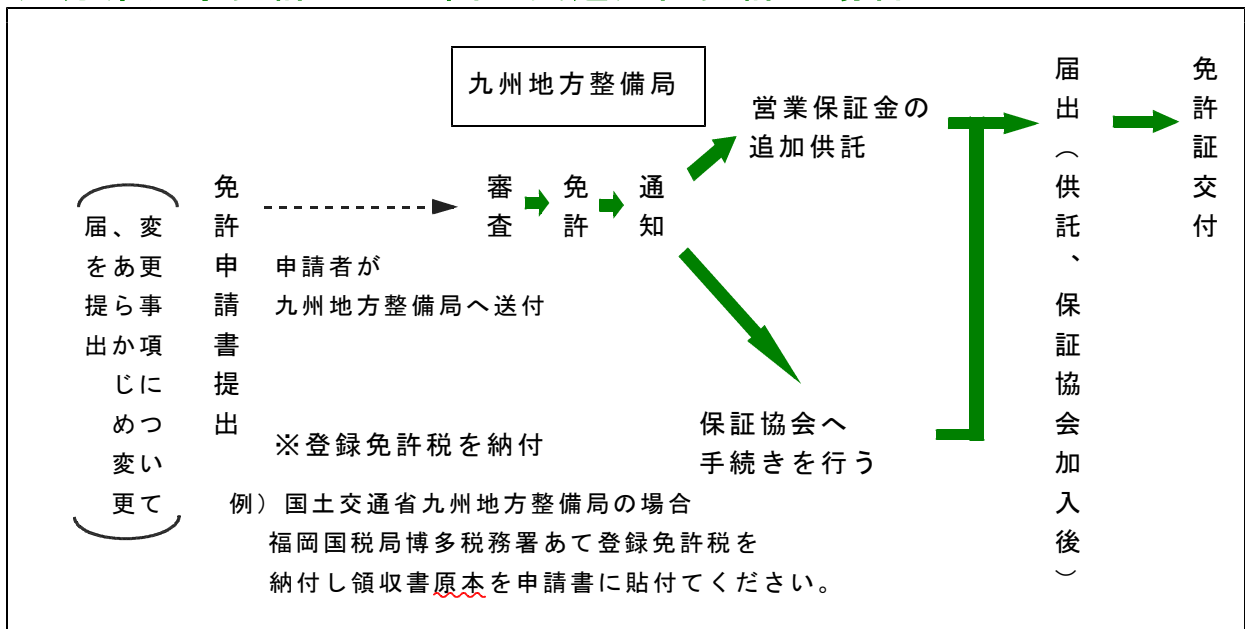 九州地方整備局
変更事項について
、あらかじめ変更
届を提出
免許申請書提出
申請者が
九州地方整備局へ送付
※登録免許税を納付
例）国土交通省九州地方整備局の場合
福岡国税局博多税務署あて登録免許税を
納付し領収書原本を申請書に貼付てください。
審査
免許
通知
営業保証金の
追加供託
保証協会へ
手続きを行う
届出（供託、保証協会加入後）
免許証交付